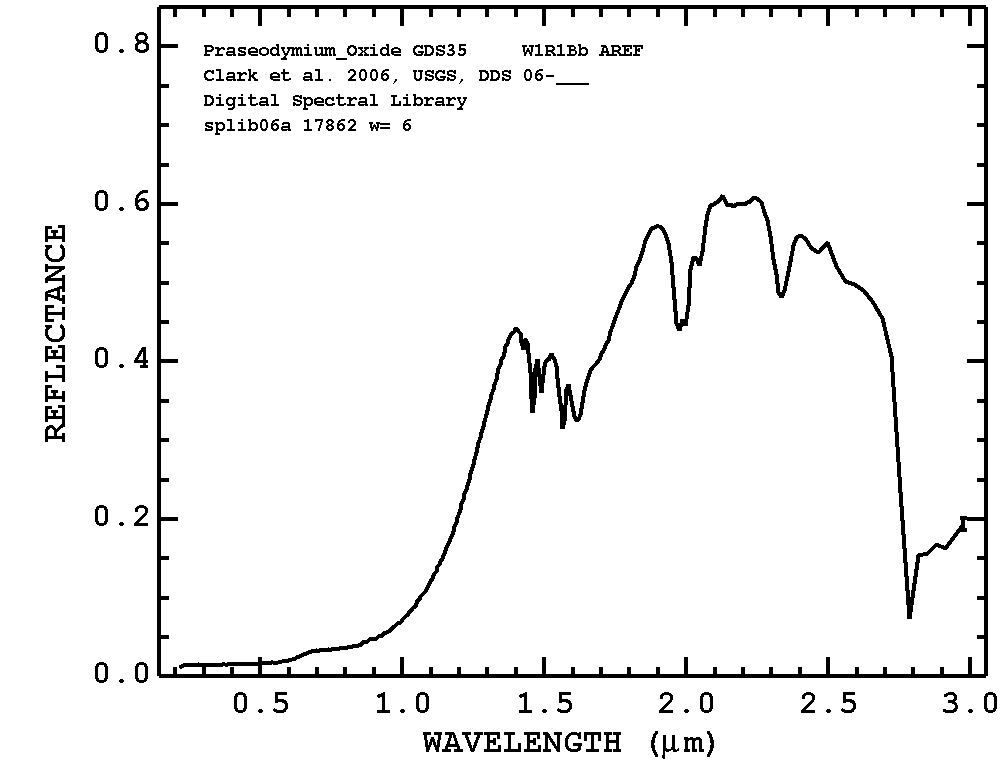 Praseodymium_Oxide GDS35 W1R1Bb AREF
Clark et al. 2006, USGS, DDS 06-___
Digital Spectral Library
splib06a 17862 w= 6
0.8
0.6
0.4
0.2
0.0
REFLECTANCE
0.5 1.0 1.5 2.0 2.5 3.0
WAVELENGTH (μm)